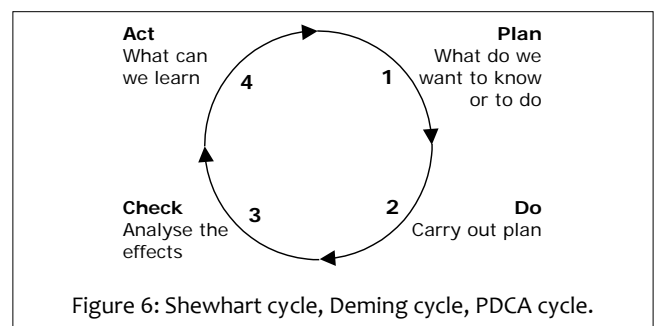 Act
What can
we learn
4
Plan
What do we
want to know
or to do
1
Check
Analyse the
effects
3
Do
Carry out plan
2
Figure 6: Shewhart cycle, Deming cycle, PDCA cycle.